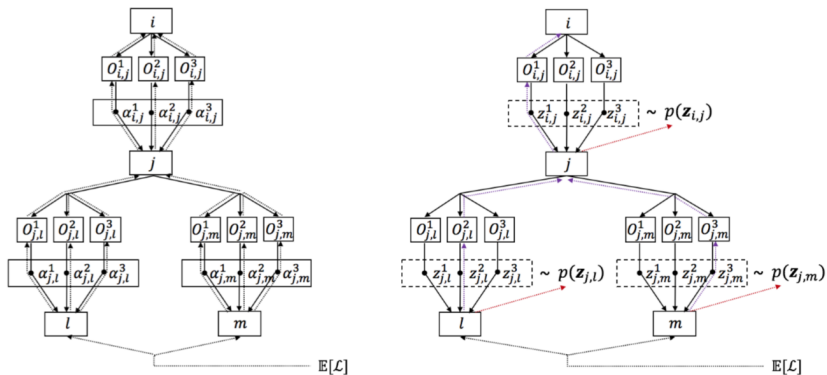 i
i
O^1_{i,j} O^2_{i,j} O^3_{i,j}
O^1_{i,j} O^2_{i,j} O^3_{i,j}
α^1_{i,j} α^2_{i,j} α^3_{i,j}
z^1_{i,j} z^2_{i,j} z^3_{i,j} ~ p(z_{i,j})
j
j
O^1_{j,l} O^2_{j,l} O^3_{j,l} O^1_{j,m} O^2_{j,m} O^3_{j,m}
O^1_{j,l} O^2_{j,l} O^3_{j,l} O^1_{j,m} O^2_{j,m} O^3_{j,m}
α^1_{j,l} α^2_{j,l} α^3_{j,l} α^1_{j,m} α^2_{j,m} α^3_{j,m}
z^1_{j,l} z^2_{j,l} z^3_{j,l} ~ p(z_{j,l}) z^1_{j,m} z^2_{j,m} z^3_{j,m} ~ p(z_{j,m})
l m
l m
𝔼[ℒ]
𝔼[ℒ]